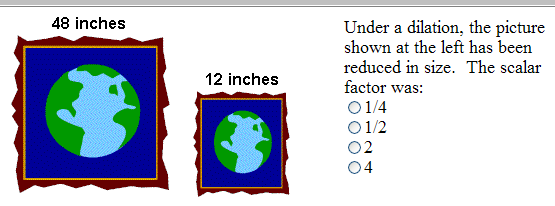 48 inches
12 inches
Under a dilation, the picture
shown at the left has been
reduced in size. The scalar
factor was:
1/4
1/2
2
4